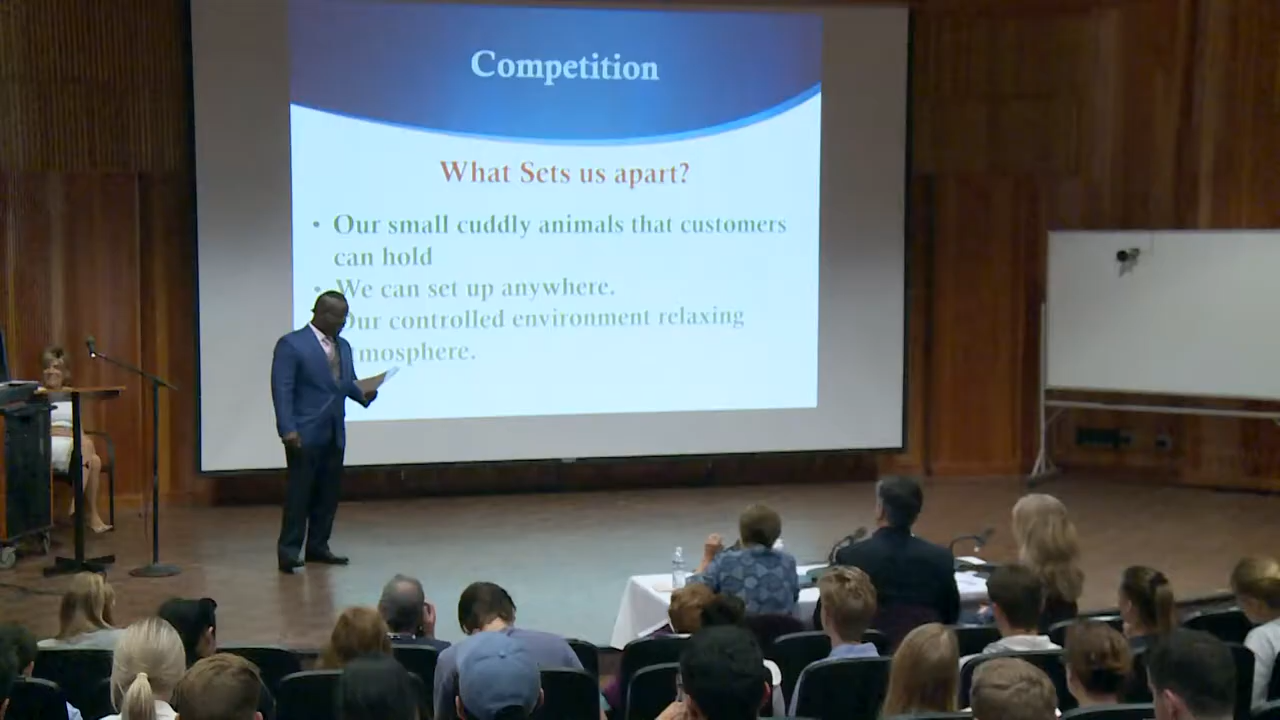 Competition
What Sets us apart?
• Our small cuddly animals that customers
can hold
• We can set up anywhere.
Our controlled environment relaxing
mosphere.